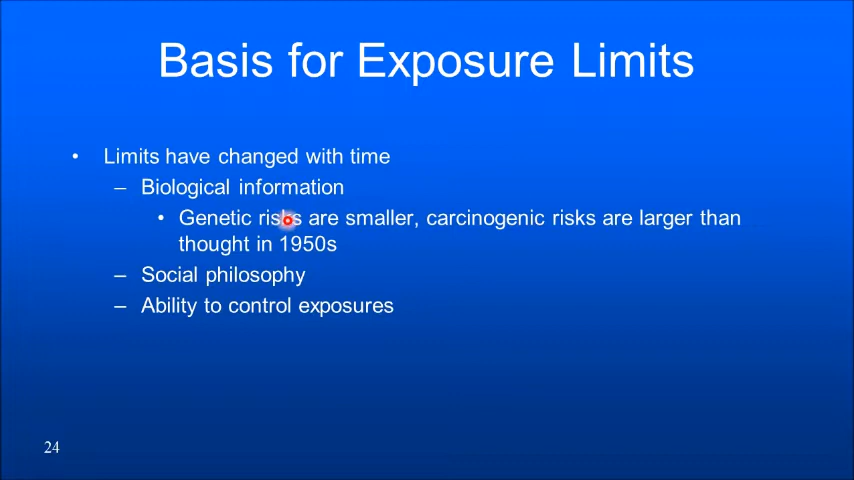 Basis for Exposure Limits
• Limits have changed with time
– Biological information
• Genetic risks are smaller, carcinogenic risks are larger than
thought in 1950s
– Social philosophy
– Ability to control exposures
24